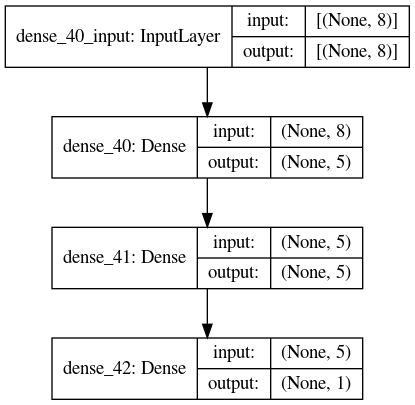 dense_40_input: InputLayer
input: [(None, 8)]
output: [(None, 8)]
dense_40: Dense
input: (None, 8)
output: (None, 5)
dense_41: Dense
input: (None, 5)
output: (None, 5)
dense_42: Dense
input: (None, 5)
output: (None, 1)